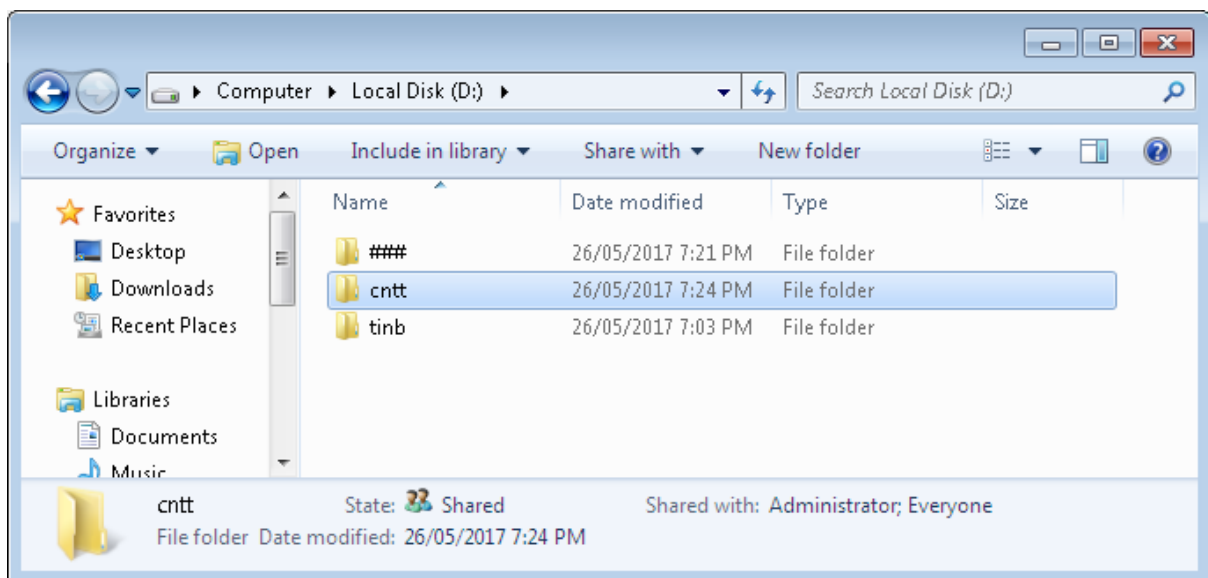 Computer Local Disk (D:) Search Local Disk (D:)
Organize Open Include in library Share with New folder
Favorites
Desktop
Downloads
Recent Places
Libraries
Documents
Music
Name Date modified Type Size
### 26/05/2017 7:21 PM File folder
cntt 26/05/2017 7:24 PM File folder
tinb 26/05/2017 7:03 PM File folder
cntt State: Shared Shared with: Administrator; Everyone
File folder Date modified: 26/05/2017 7:24 PM